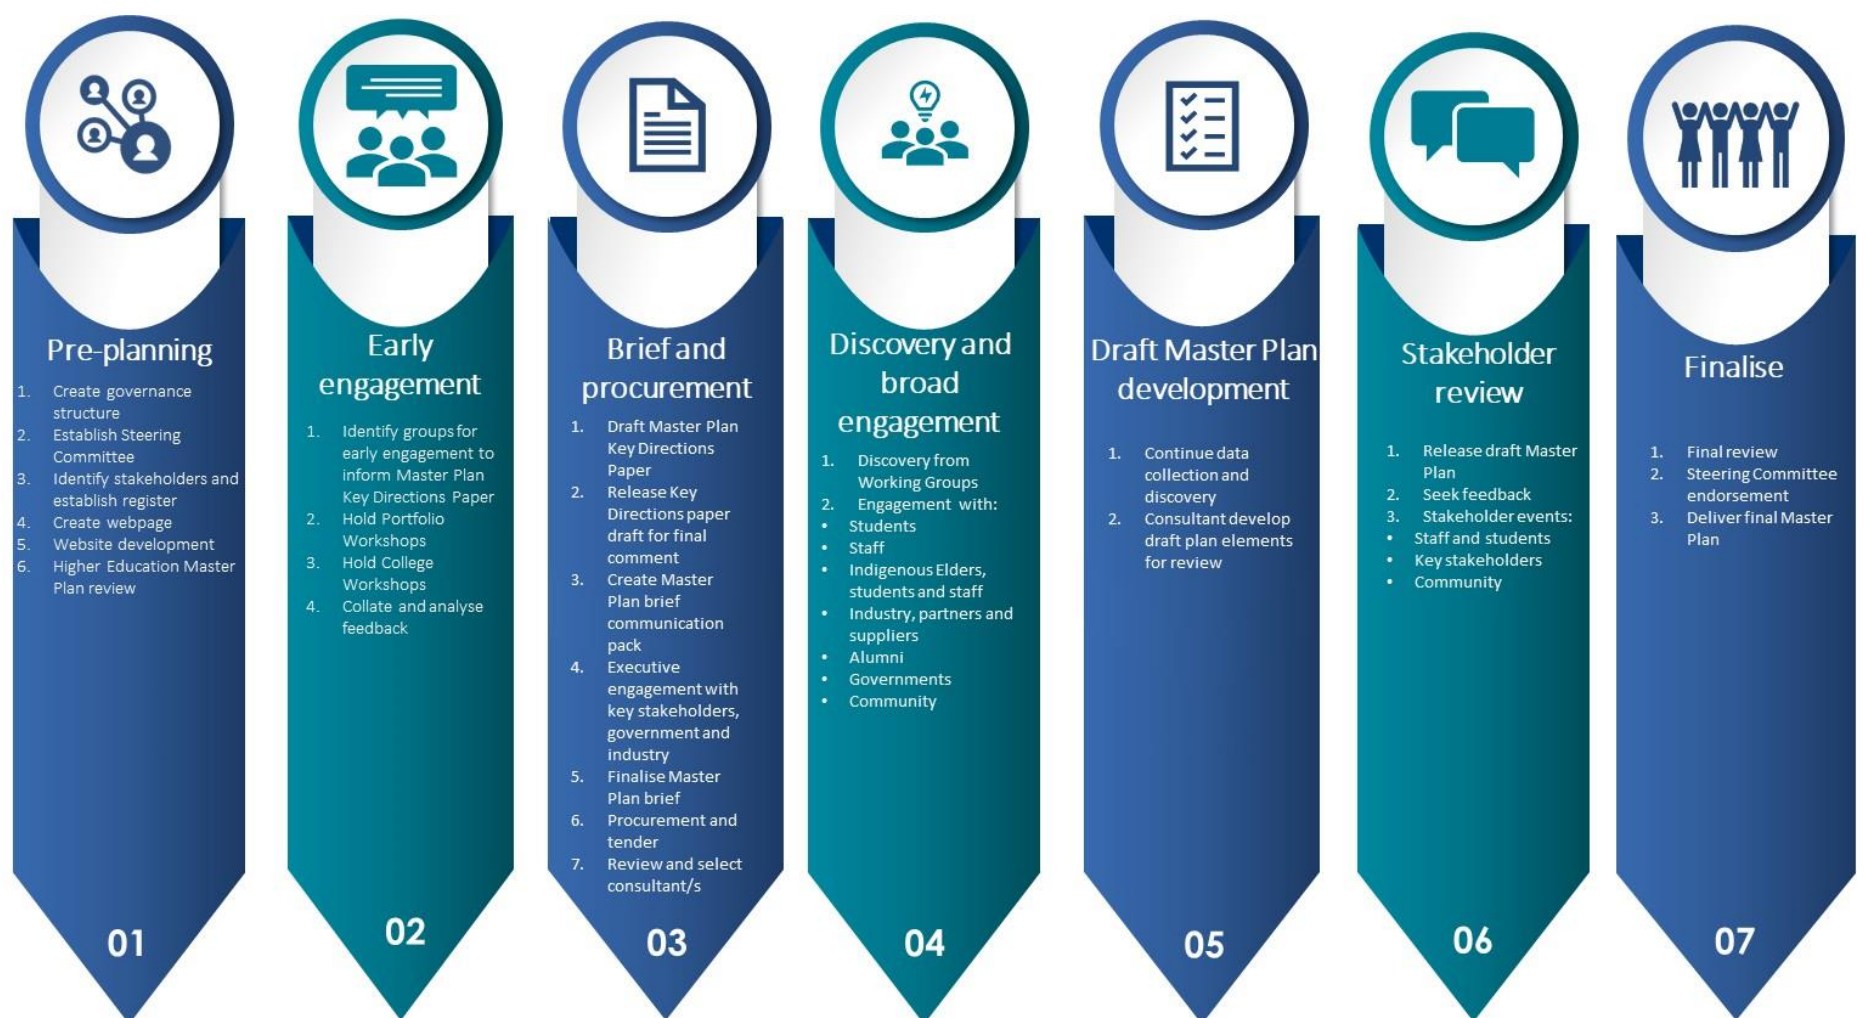 Pre-planning
1. Create governance
structure
2. Establish Steering
Committee
3. Identify stakeholders and
establish register
4. Create webpage
5. Website development
6. Higher Education Master
Plan review
01
Early
engagement
1. Identify groups for
early engagement to
inform Master Plan
Key Directions Paper
2. Hold Portfolio
Workshops
3. Hold College
Workshops
4. Collate and analyse
feedback
02
Brief and
procurement
1. Draft Master Plan
Key Directions
Paper
2. Release Key
Directions paper
draft for final
comment
3. Create Master
Plan brief
communication
pack
4. Executive
engagement with
key stakeholders,
government and
industry
5. Finalise Master
Plan brief
6. Procurement and
tender
7. Review and select
consultant/s
03
Discovery and
broad
engagement
1. Discovery from
Working Groups
2. Engagement with:
• Students
• Staff
• Indigenous Elders,
students and staff
• Industry, partners and
suppliers
• Alumni
• Governments
• Community
04
Draft Master Plan
development
1. Continue data
collection and
discovery
2. Consultant develop
draft plan elements
for review
05
Stakeholder
review
1. Release draft Master
Plan
2. Seek feedback
3. Stakeholder events:
• Staff and students
• Key stakeholders
• Community
06
Finalise
1. Final review
2. Steering Committee
endorsement
3. Deliver final Master
Plan
07